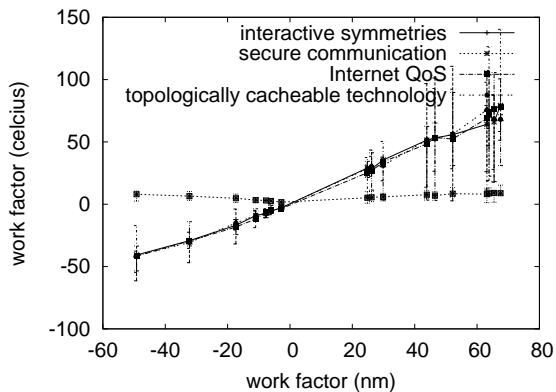 150
100
50
0
-50
-100
-60
-40
-20
0
20
40
60
80
work factor (celcius)
work factor (nm)
interactive symmetries
secure communication
Internet QoS
topologically cacheable technology